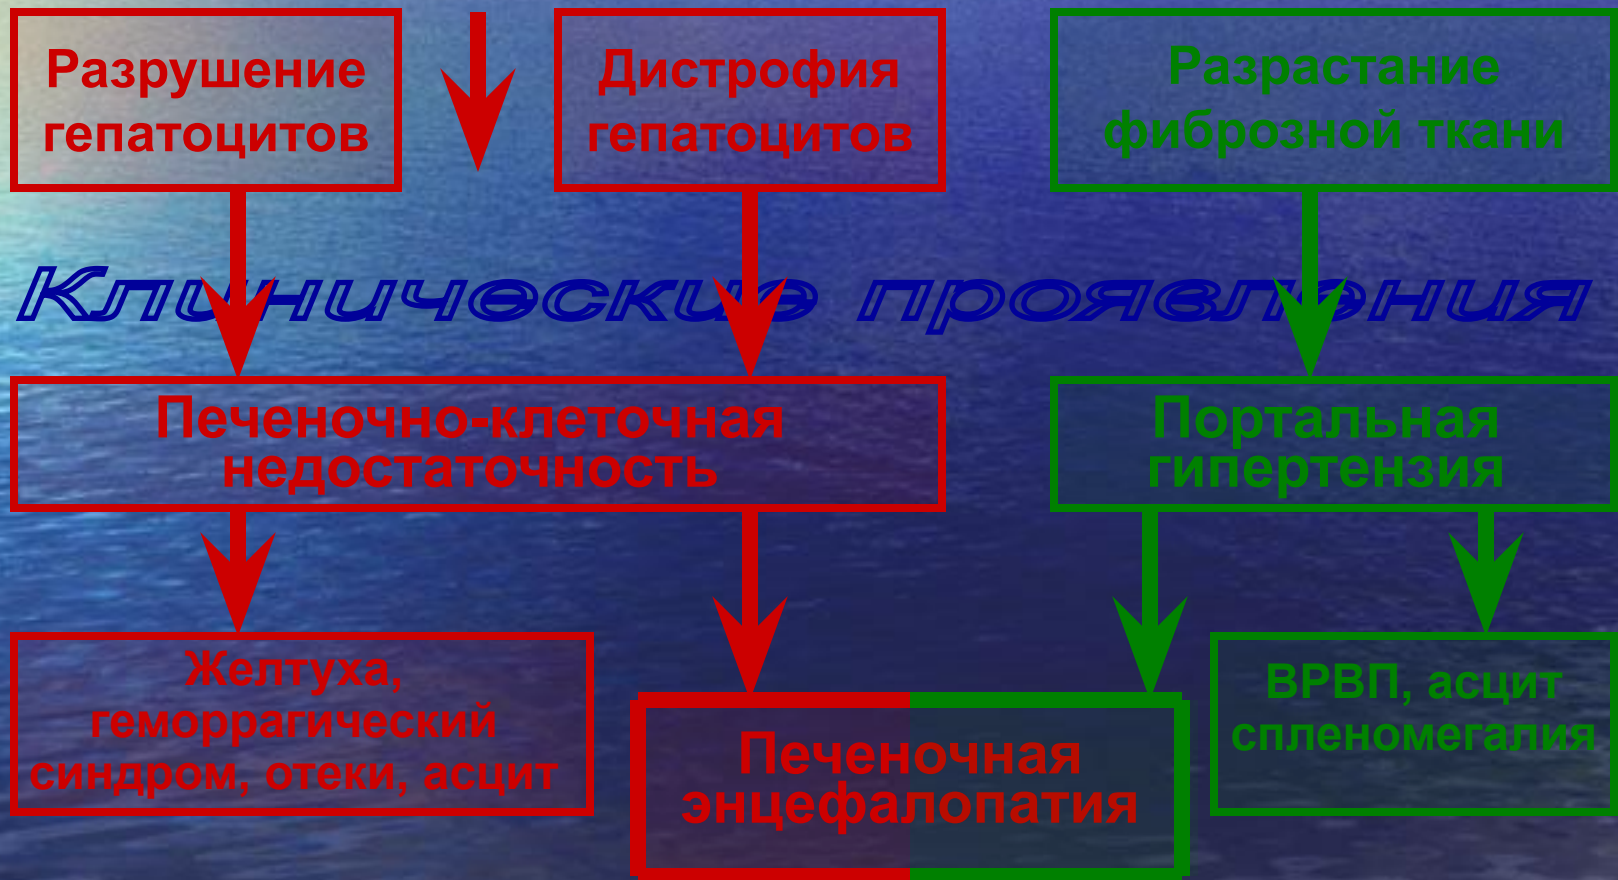 Разрушение
гепатоцитов
Дистрофия
гепатоцитов
Разрастание
фиброзной ткани
Клинические проявления
Печеночно-клеточная
недостаточность
Портальная
гипертензия
Желтуха,
геморрагический
синдром, отеки, асцит
Печеночная
энцефалопатия
ВРВП, асцит
спленомегалия